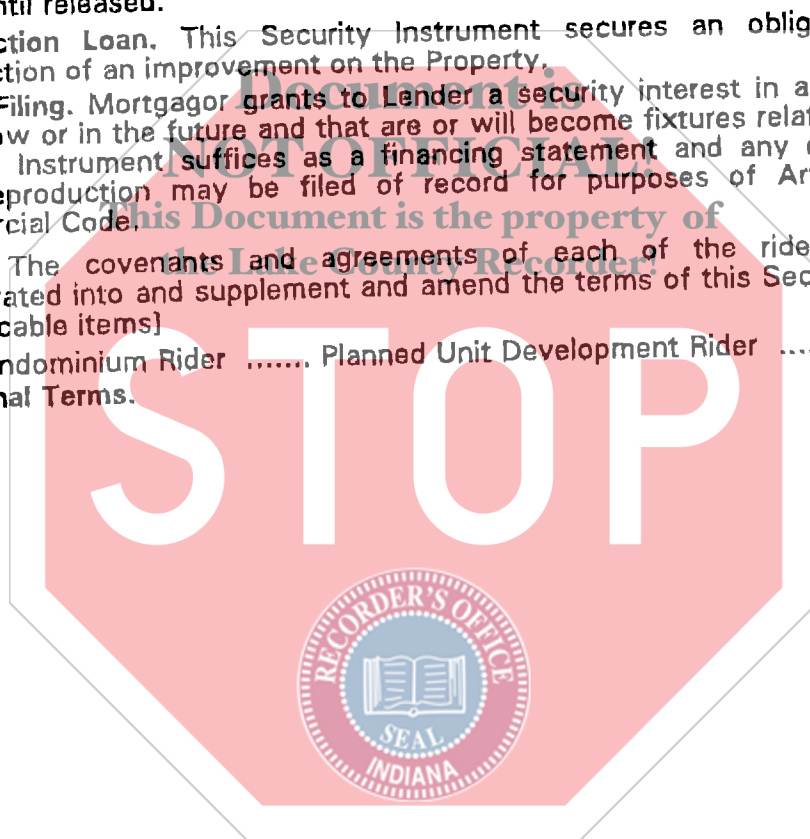 ntil released.
ction Loan. This Security Instrument secures an oblig
ction of an improvement on the Property.
Filing. Mortgagor grants to Lender a security interest in a
ow or in the future and that are or will become fixtures relat
Instrument suffices as a financing statement and any
eproduction may be filed of record for purposes of Ar
rcial Code.
The covenants and agreements of each of the ride
rated into and supplement and amend the terms of this Sec
cable items]
ndominium Rider ....... Planned Unit Development Rider ....
nal Terms.
Document is
NOT OFFICIAL!
This Document is the property of
the Lake County Recorder!
STOP
RECORDER'S OFFICE
SEAL
INDIANA